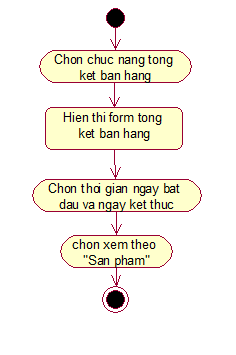 Chon chuc nang tong
ket ban hang
Hien thi form tong
ket ban hang
Chon thoi gian ngay bat
dau va ngay ket thuc
chon xem theo
"San pham"